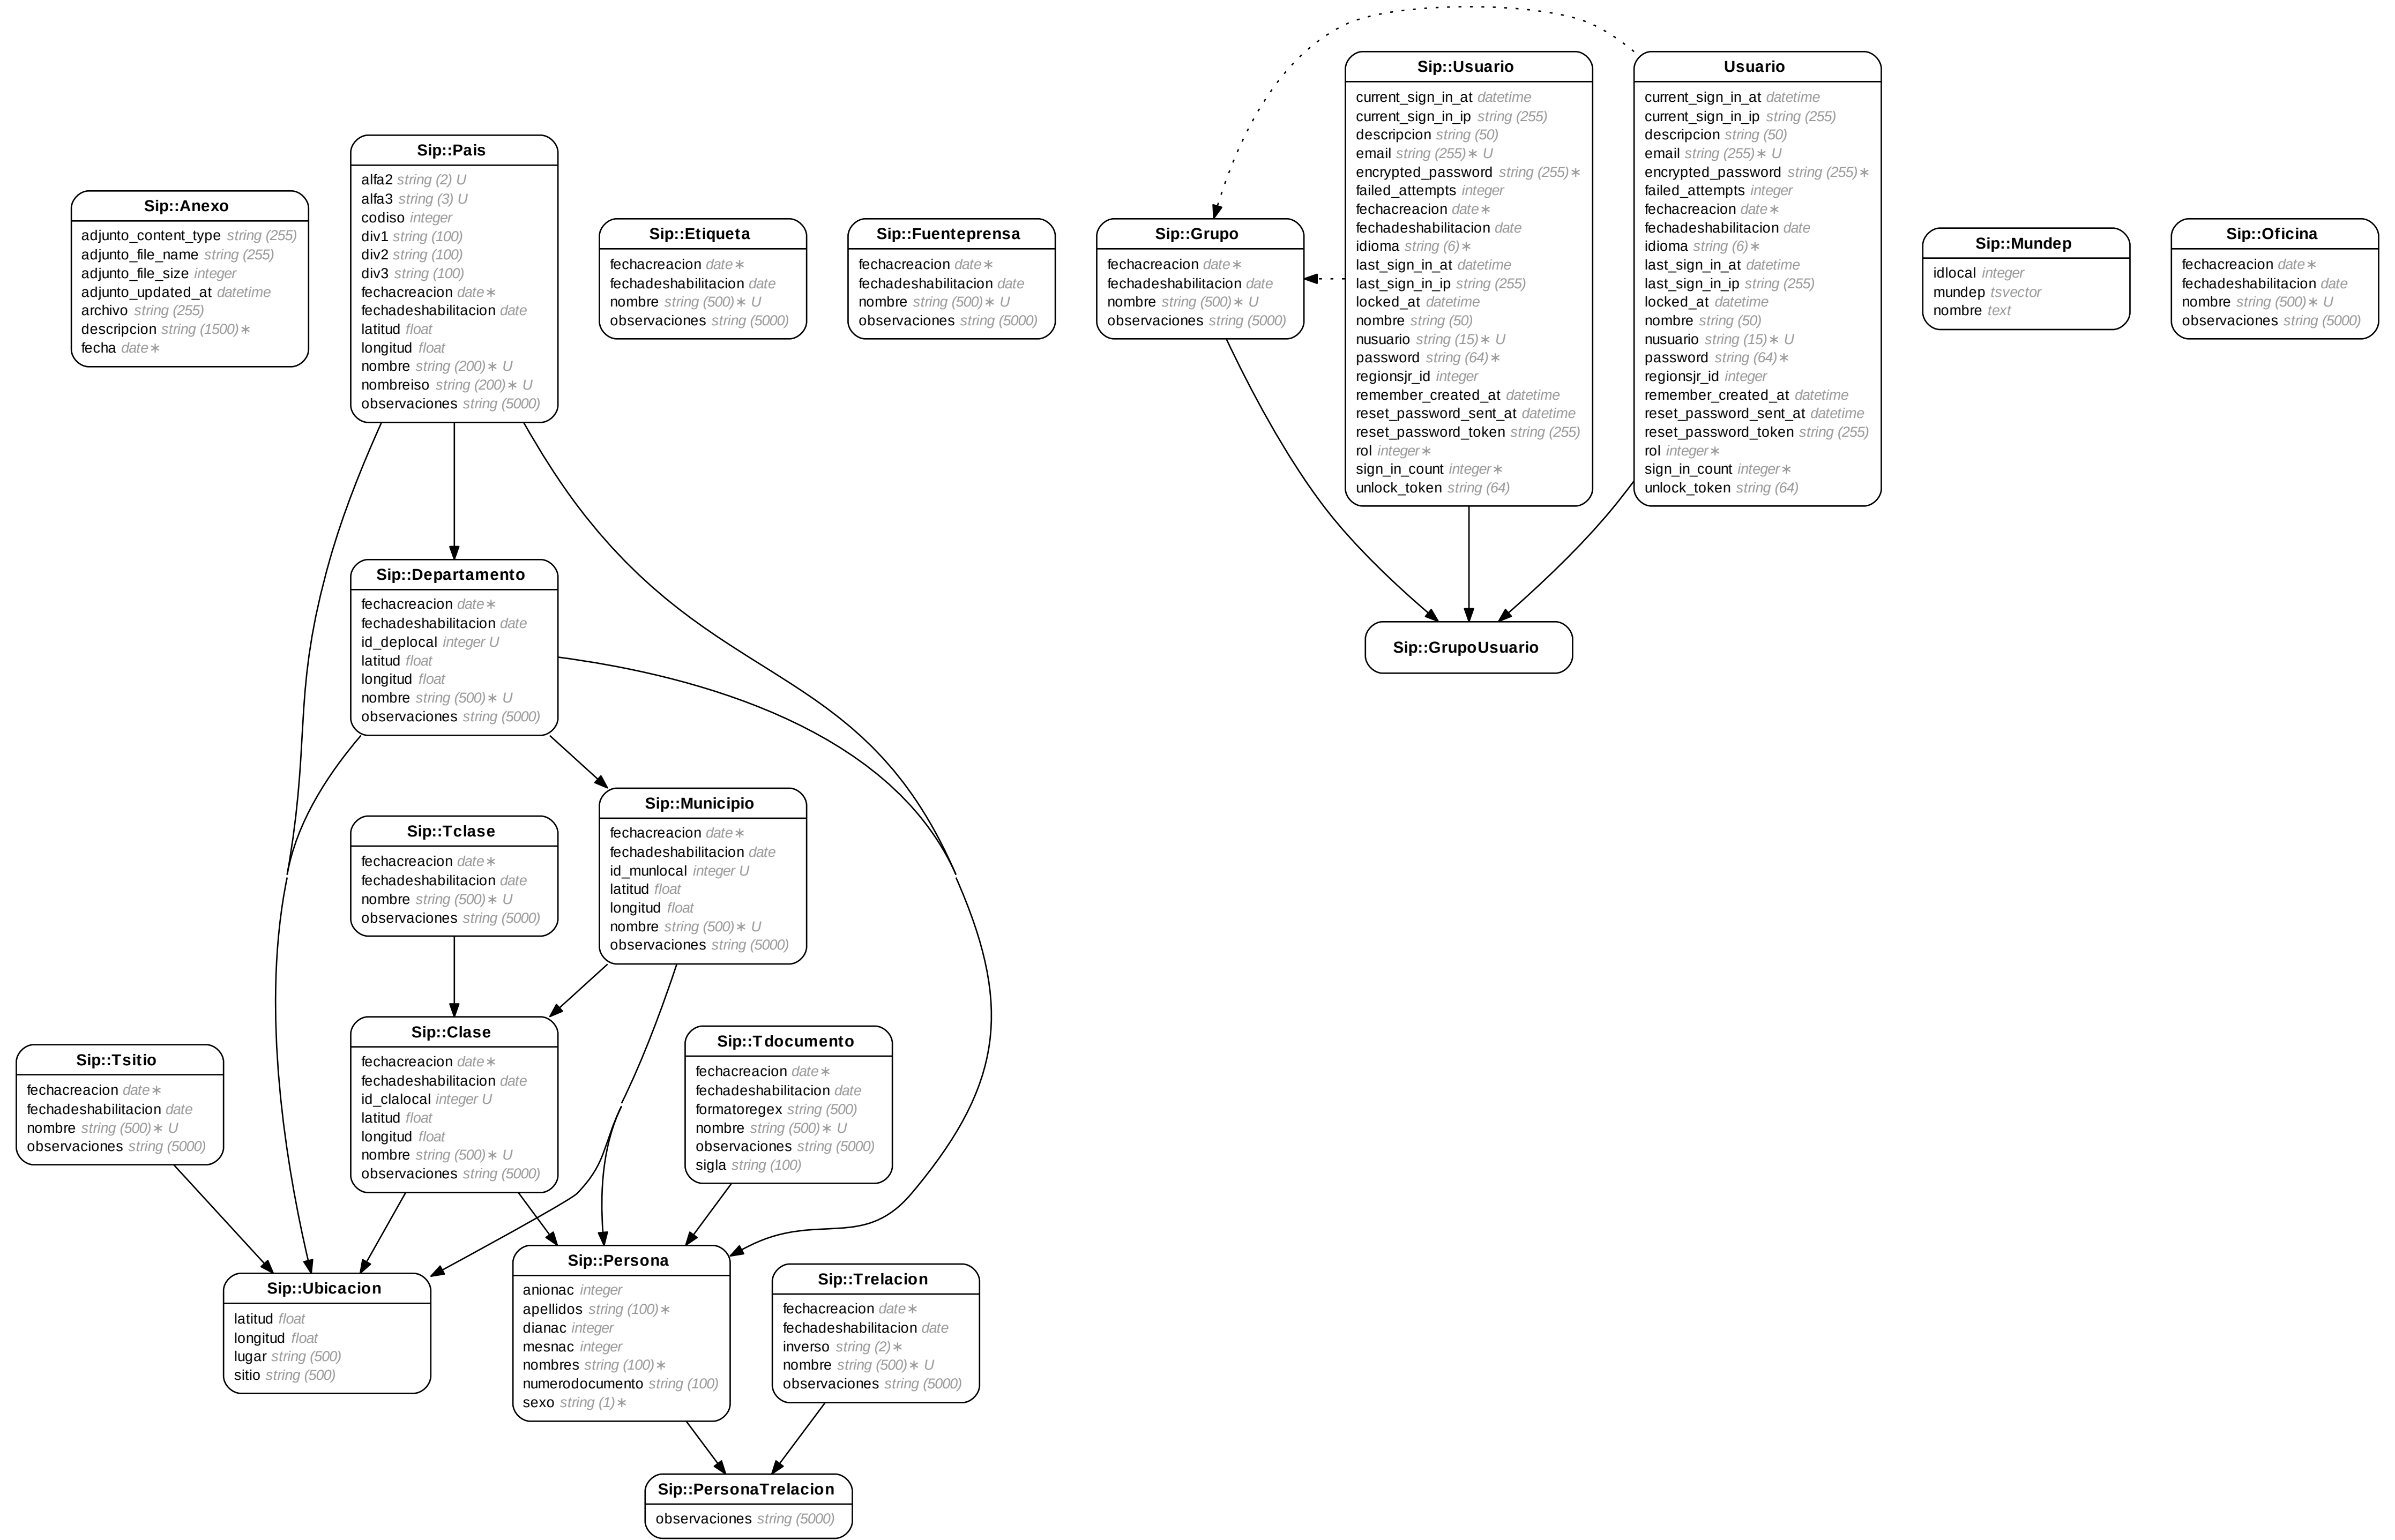 Sip::Anexo
adjunto_content_type string (255)
adjunto_file_name string (255)
adjunto_file_size integer
adjunto_updated_at datetime
archivo string (255)
descripcion string (1500)∗
fecha date∗
Sip::Pais
alfa2 string (2) U
alfa3 string (3) U
codiso integer
div1 string (100)
div2 string (100)
div3 string (100)
fechacreacion date∗
fechadeshabilitacion date
latitud float
longitud float
nombre string (200)∗ U
nombreiso string (200)∗ U
observaciones string (5000)
Sip::Etiqueta
fechacreacion date∗
fechadeshabilitacion date
nombre string (500)∗ U
observaciones string (5000)
Sip::Fuenteprensa
fechacreacion date∗
fechadeshabilitacion date
nombre string (500)∗ U
observaciones string (5000)
Sip::Grupo
fechacreacion date∗
fechadeshabilitacion date
nombre string (500)∗ U
observaciones string (5000)
Sip::Usuario
current_sign_in_at datetime
current_sign_in_ip string (255)
descripcion string (50)
email string (255)∗ U
encrypted_password string (255)∗
failed_attempts integer
fechacreacion date∗
fechadeshabilitacion date
idioma string (6)∗
last_sign_in_at datetime
last_sign_in_ip string (255)
locked_at datetime
nombre string (50)
nusuario string (15)∗ U
password string (64)∗
regionsjr_id integer
remember_created_at datetime
reset_password_sent_at datetime
reset_password_token string (255)
rol integer∗
sign_in_count integer∗
unlock_token string (64)
Usuario
current_sign_in_at datetime
current_sign_in_ip string (255)
descripcion string (50)
email string (255)∗ U
encrypted_password string (255)∗
failed_attempts integer
fechacreacion date∗
fechadeshabilitacion date
idioma string (6)∗
last_sign_in_at datetime
last_sign_in_ip string (255)
locked_at datetime
nombre string (50)
nusuario string (15)∗ U
password string (64)∗
regionsjr_id integer
remember_created_at datetime
reset_password_sent_at datetime
reset_password_token string (255)
rol integer∗
sign_in_count integer∗
unlock_token string (64)
Sip::Mundep
idlocal integer
mundep tsvector
nombre text
Sip::Oficina
fechacreacion date∗
fechadeshabilitacion date
nombre string (500)∗ U
observaciones string (5000)
Sip::Departamento
fechacreacion date∗
fechadeshabilitacion date
id_deplocal integer U
latitud float
longitud float
nombre string (500)∗ U
observaciones string (5000)
Sip::GrupoUsuario
Sip::Municipio
fechacreacion date∗
fechadeshabilitacion date
id_munlocal integer U
latitud float
longitud float
nombre string (500)∗ U
observaciones string (5000)
Sip::Tclase
fechacreacion date∗
fechadeshabilitacion date
nombre string (500)∗ U
observaciones string (5000)
Sip::Clase
fechacreacion date∗
fechadeshabilitacion date
id_clalocal integer U
latitud float
longitud float
nombre string (500)∗ U
observaciones string (5000)
Sip::Tdocumento
fechacreacion date∗
fechadeshabilitacion date
formatoregex string (500)
nombre string (500)∗ U
observaciones string (5000)
sigla string (100)
Sip::Tsitio
fechacreacion date∗
fechadeshabilitacion date
nombre string (500)∗ U
observaciones string (5000)
Sip::Ubicacion
latitud float
longitud float
lugar string (500)
sitio string (500)
Sip::Persona
anionac integer
apellidos string (100)∗
dianac integer
mesnac integer
nombres string (100)∗
numerodocumento string (100)
sexo string (1)∗
Sip::Trelacion
fechacreacion date∗
fechadeshabilitacion date
inverso string (2)∗
nombre string (500)∗ U
observaciones string (5000)
Sip::PersonaTrelacion
observaciones string (5000)